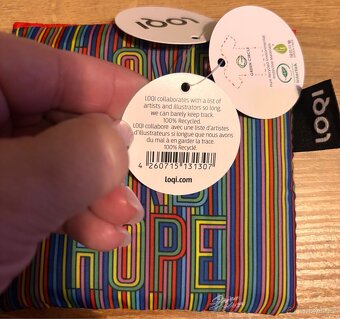 LOQI
GREEN CIRCLE
LOQI
LOQI collaborates with a list of
artists and illustrators so long
we can barely keep track.
100% Recycled.
LOQI collabore avec une liste d'artistes
d'illustrateurs si longue que nous avons
du mal à en garder la trace.
100% Recyclé.
4 260715 131307
loqi.com
HOPE